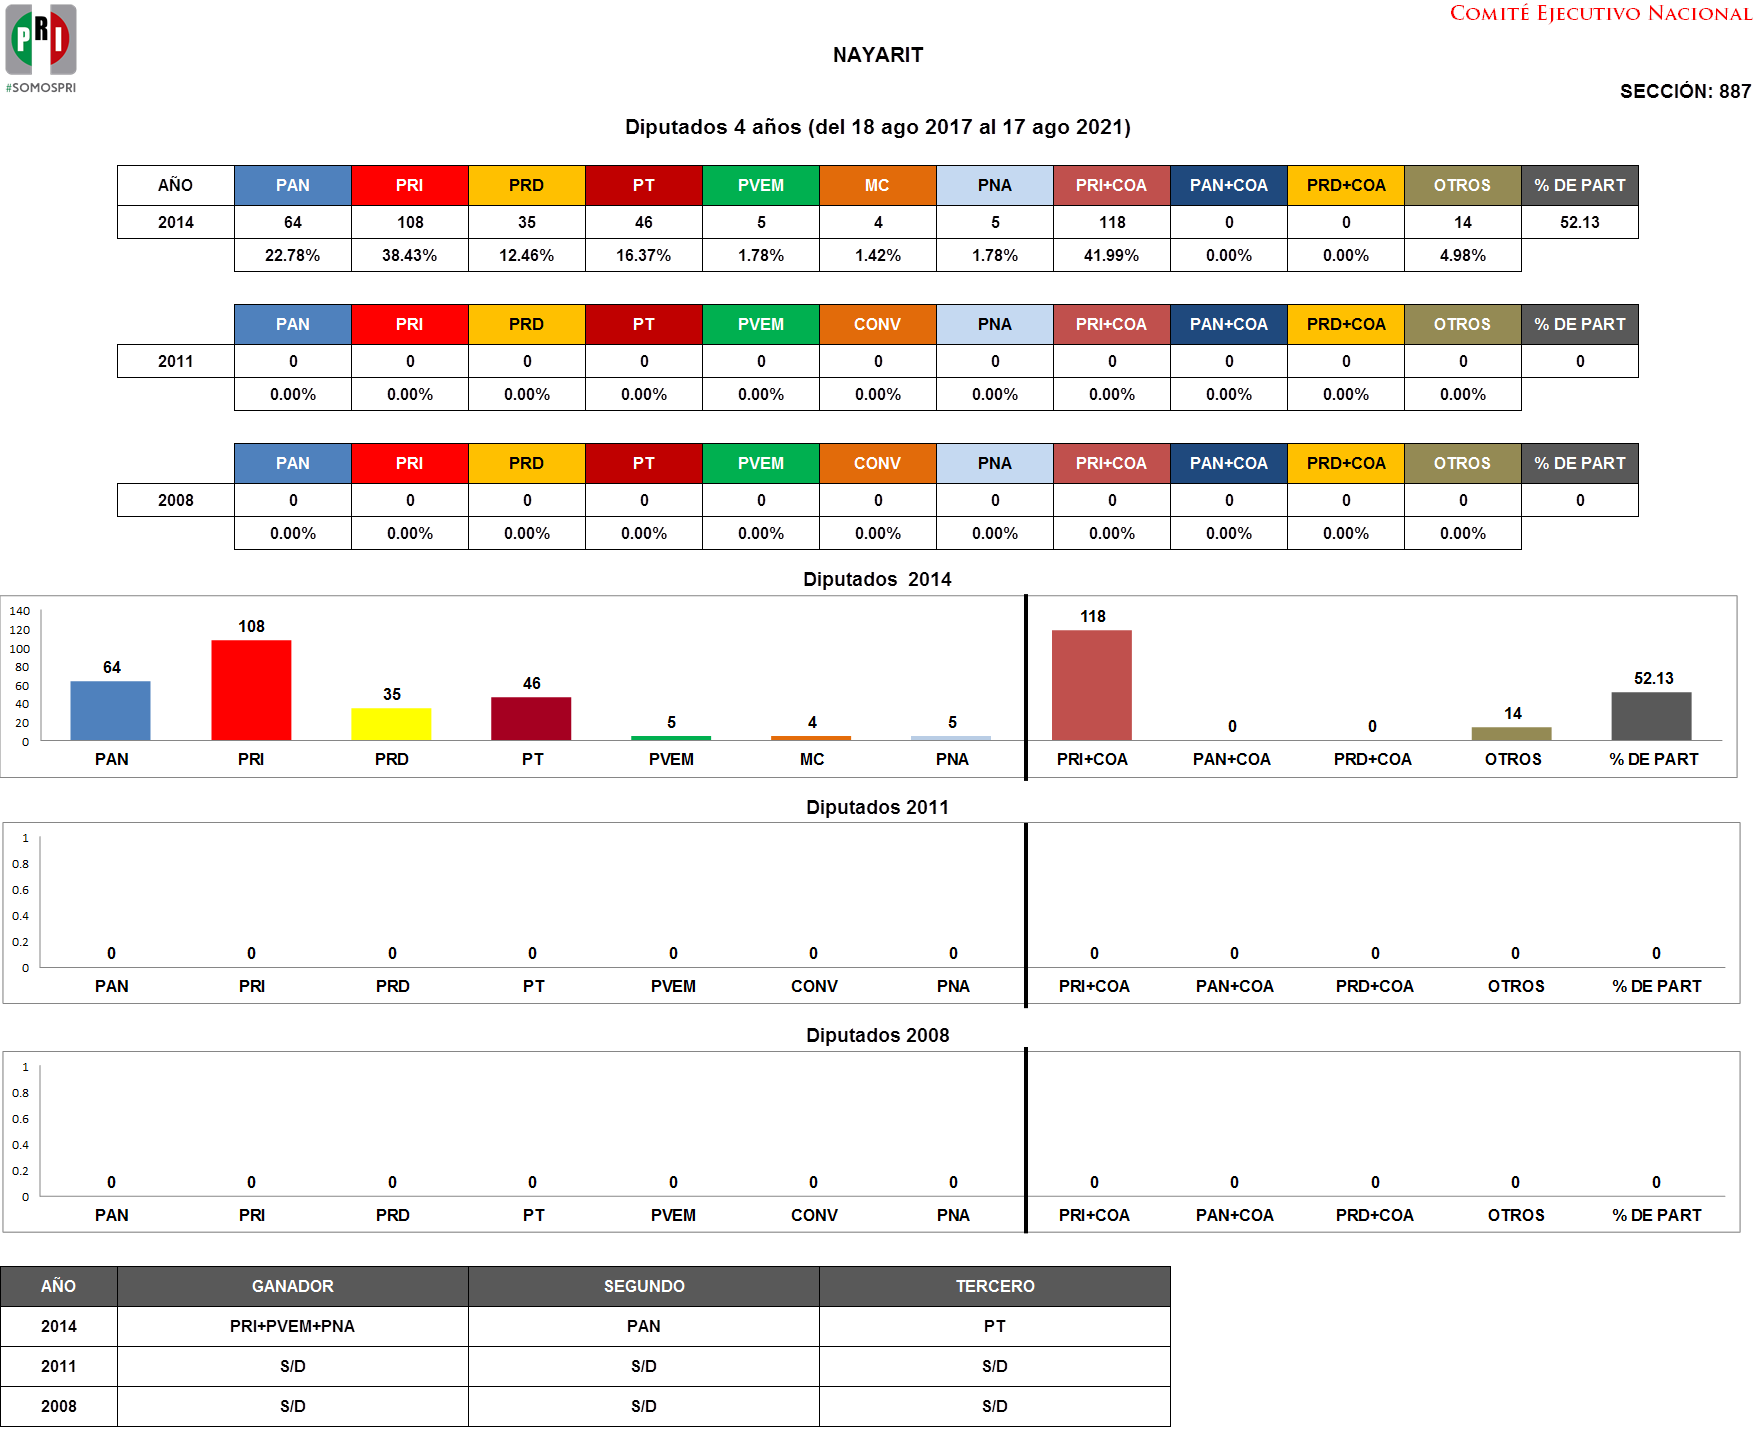 PRI
#SOMOSPRI
COMITÉ EJECUTIVO NACIONAL
NAYARIT
SECCIÓN: 887
Diputados 4 años (del 18 ago 2017 al 17 ago 2021)
AÑO PAN PRI PRD PT PVEM MC PNA PRI+COA PAN+COA PRD+COA OTROS % DE PART
2014 64 108 35 46 5 4 5 118 0 0 14 52.13
22.78% 38.43% 12.46% 16.37% 1.78% 1.42% 1.78% 41.99% 0.00% 0.00% 4.98%
PAN PRI PRD PT PVEM CONV PNA PRI+COA PAN+COA PRD+COA OTROS % DE PART
2011 0 0 0 0 0 0 0 0 0 0 0 0
0.00% 0.00% 0.00% 0.00% 0.00% 0.00% 0.00% 0.00% 0.00% 0.00% 0.00%
PAN PRI PRD PT PVEM CONV PNA PRI+COA PAN+COA PRD+COA OTROS % DE PART
2008 0 0 0 0 0 0 0 0 0 0 0 0
0.00% 0.00% 0.00% 0.00% 0.00% 0.00% 0.00% 0.00% 0.00% 0.00% 0.00%
Diputados 2014
140
120
100
80
60
40
20
0
64 108 35 46 5 4 5 118 0 0 14 52.13
PAN PRI PRD PT PVEM MC PNA PRI+COA PAN+COA PRD+COA OTROS % DE PART
Diputados 2011
1
0.8
0.6
0.4
0.2
0
0 0 0 0 0 0 0 0 0 0 0 0
PAN PRI PRD PT PVEM CONV PNA PRI+COA PAN+COA PRD+COA OTROS % DE PART
Diputados 2008
1
0.8
0.6
0.4
0.2
0
0 0 0 0 0 0 0 0 0 0 0 0
PAN PRI PRD PT PVEM CONV PNA PRI+COA PAN+COA PRD+COA OTROS % DE PART
AÑO GANADOR SEGUNDO TERCERO
2014 PRI+PVEM+PNA PAN PT
2011 S/D S/D S/D
2008 S/D S/D S/D